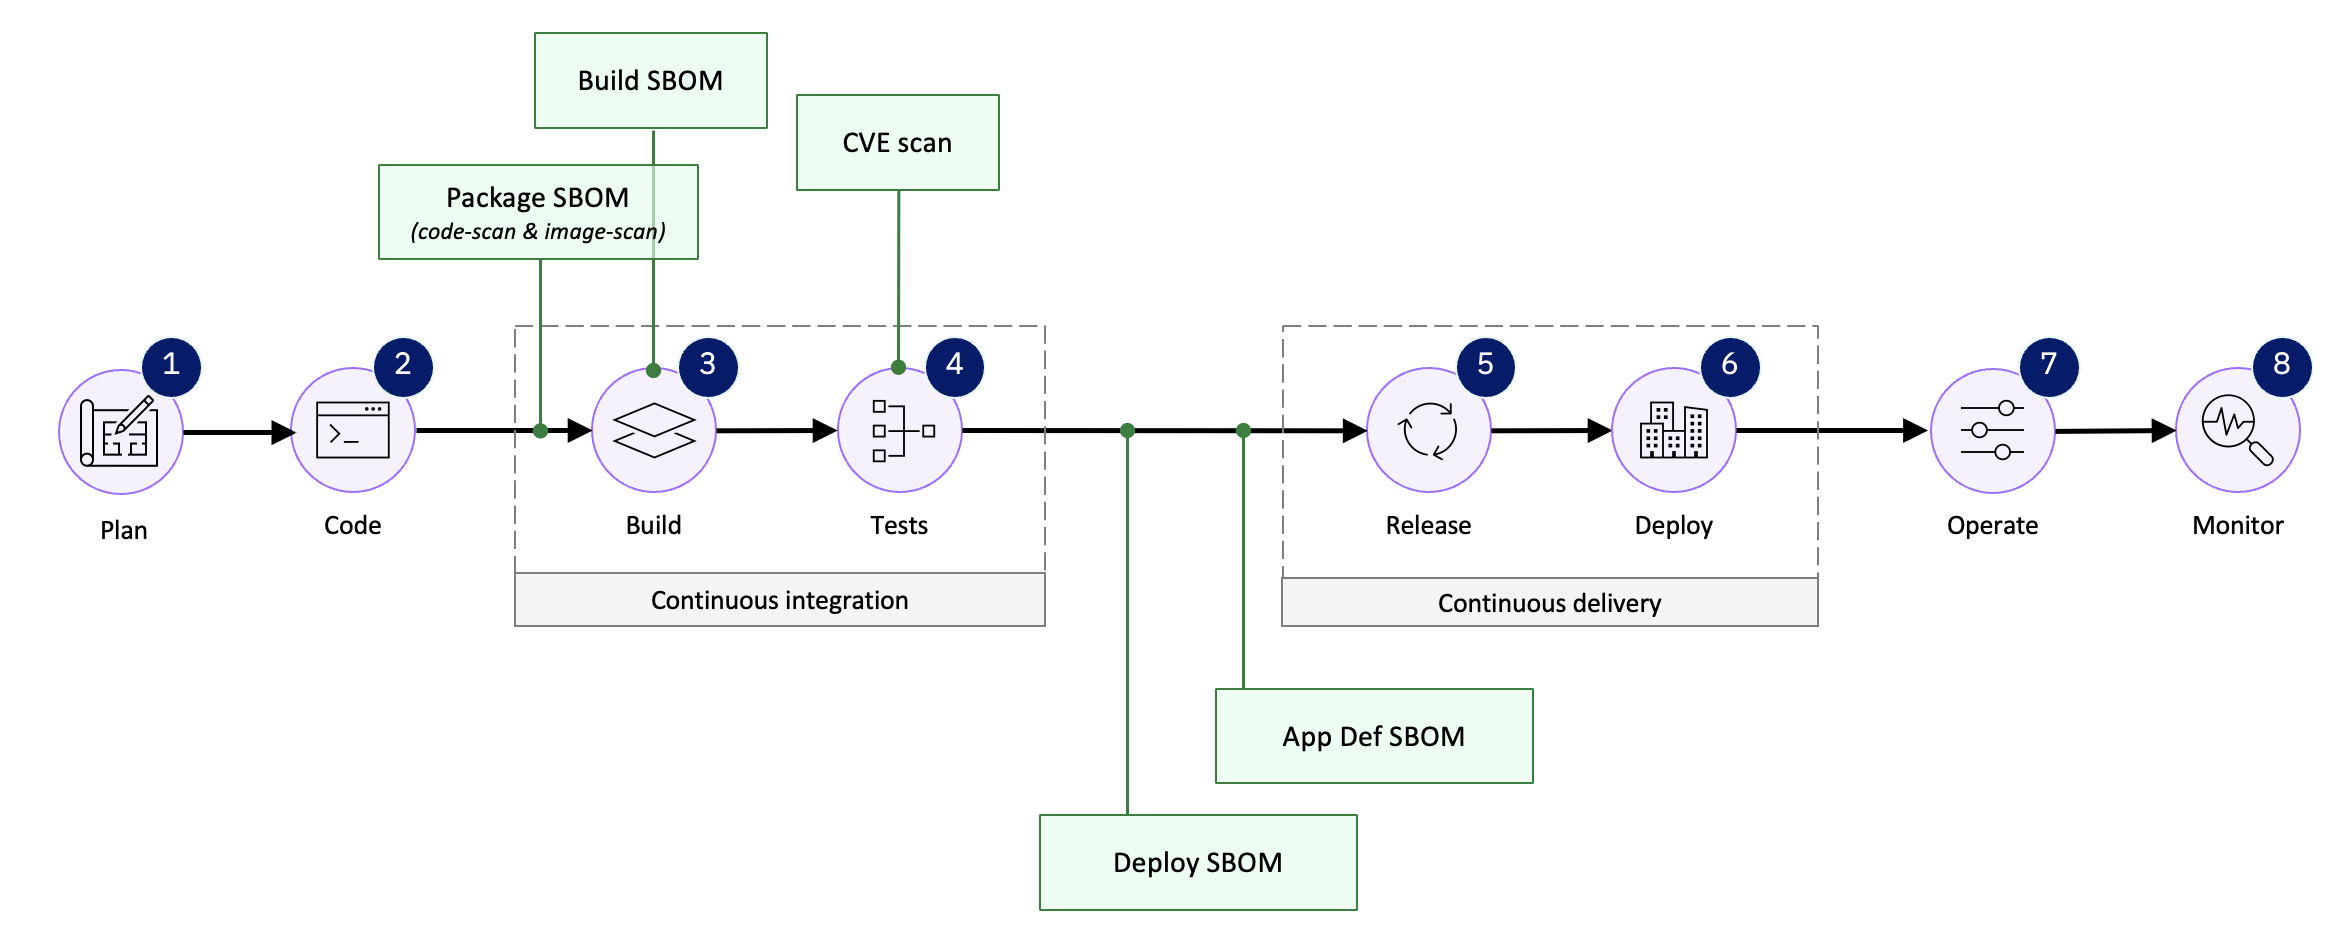 Build SBOM
CVE scan
Package SBOM
(code-scan & image-scan)
1
2
3
4
5
6
7
8
Plan
Code
Build
Tests
Release
Deploy
Operate
Monitor
Continuous integration
Continuous delivery
App Def SBOM
Deploy SBOM